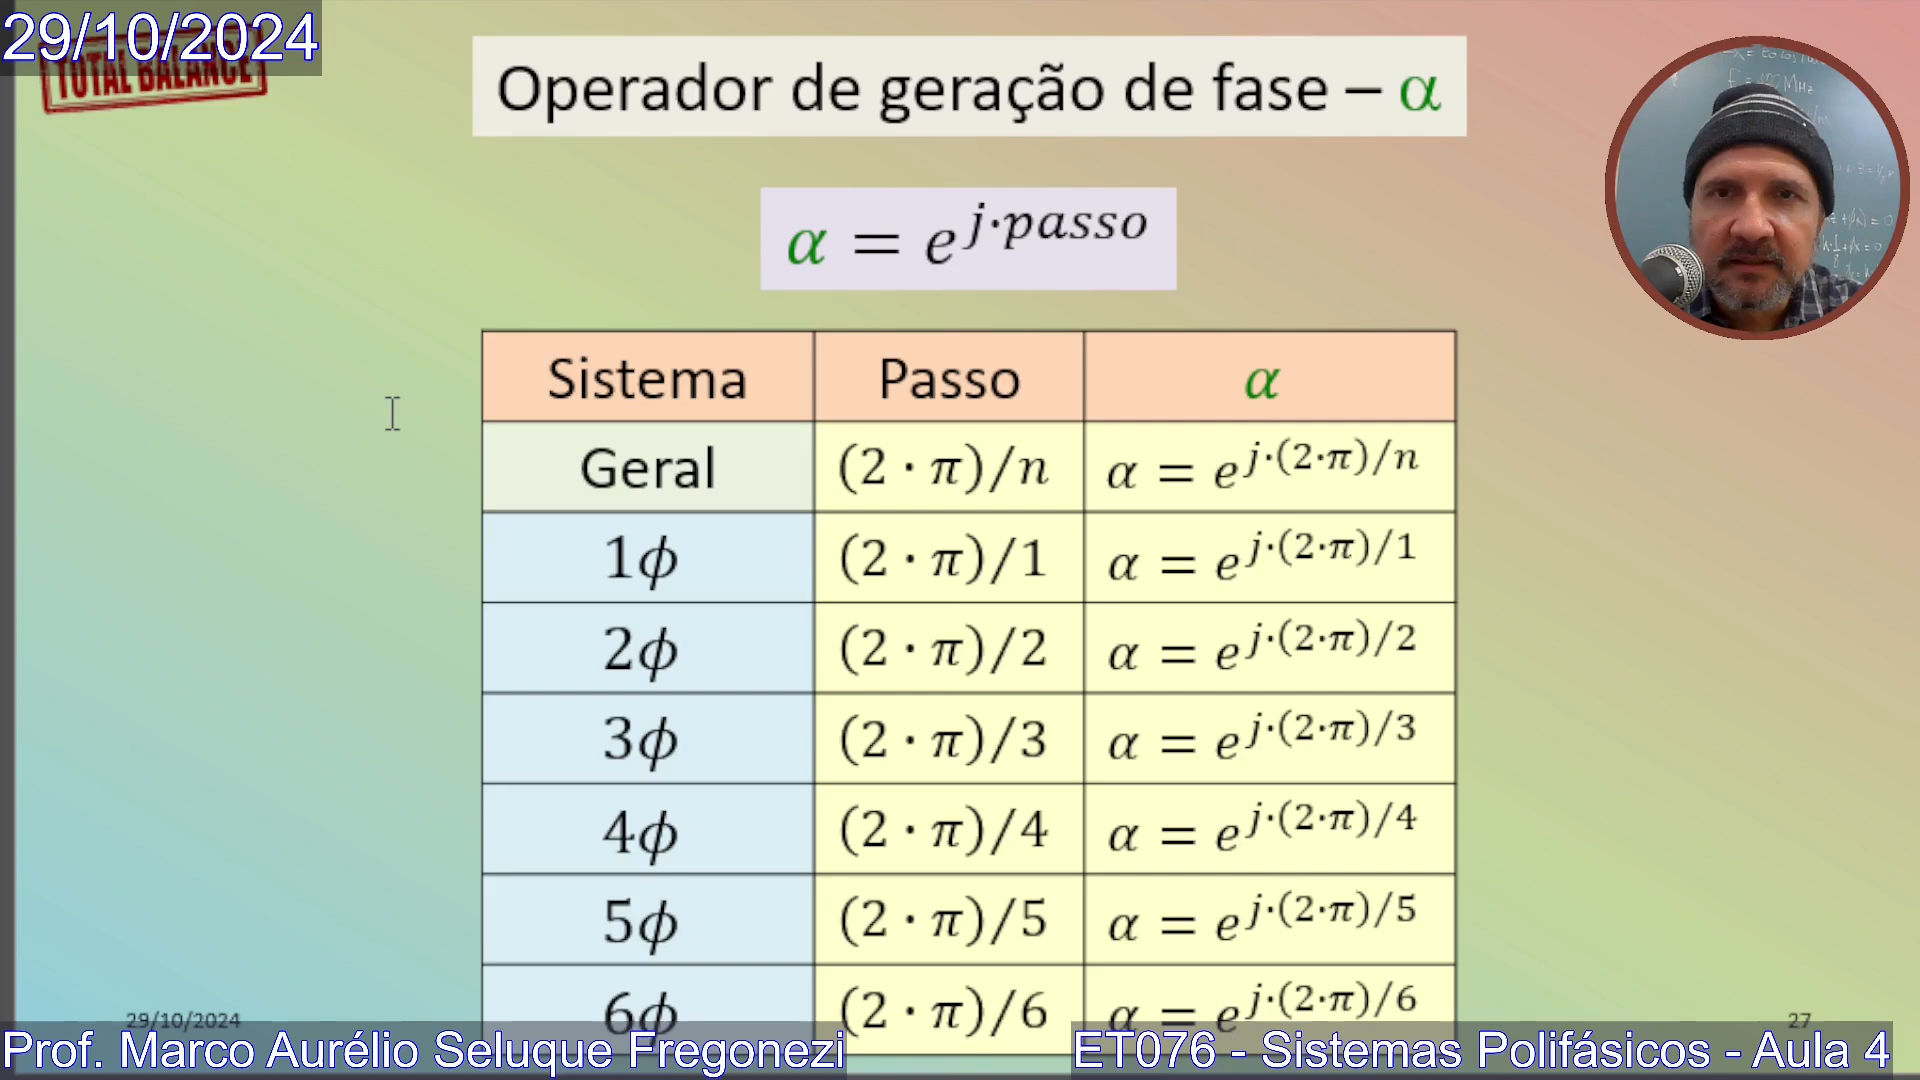 29/10/2024
TOTAL BALANCE
Operador de geração de fase – α
α = e^{j·passo}
Sistema Passo α
Geral (2 · π)/n α = e^{j·(2·π)/n}
1ϕ (2 · π)/1 α = e^{j·(2·π)/1}
2ϕ (2 · π)/2 α = e^{j·(2·π)/2}
3ϕ (2 · π)/3 α = e^{j·(2·π)/3}
4ϕ (2 · π)/4 α = e^{j·(2·π)/4}
5ϕ (2 · π)/5 α = e^{j·(2·π)/5}
6ϕ (2 · π)/6 α = e^{j·(2·π)/6}
29/10/2024
27
Prof. Marco Aurélio Seluque Fregonezi
ET076 - Sistemas Polifásicos - Aula 4